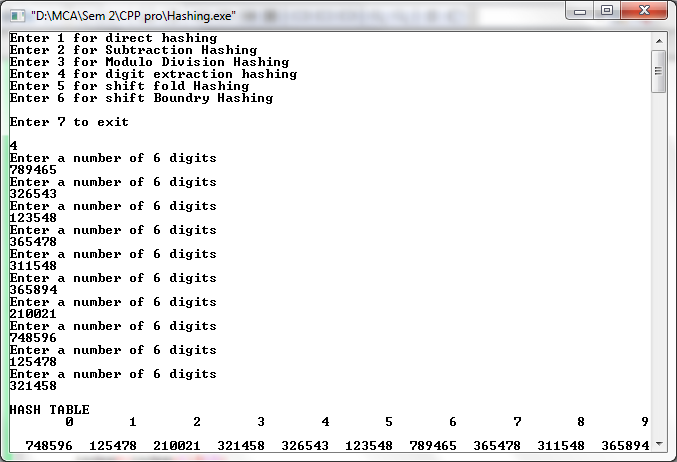 "D:\MCA\Sem 2\CPP pro\Hashing.exe"
Enter 1 for direct hashing
Enter 2 for Subtraction Hashing
Enter 3 for Modulo Division Hashing
Enter 4 for digit extraction hashing
Enter 5 for shift fold Hashing
Enter 6 for shift Boundry Hashing
Enter 7 to exit
4
Enter a number of 6 digits
789465
Enter a number of 6 digits
326543
Enter a number of 6 digits
123548
Enter a number of 6 digits
365478
Enter a number of 6 digits
311548
Enter a number of 6 digits
365894
Enter a number of 6 digits
210021
Enter a number of 6 digits
748596
Enter a number of 6 digits
125478
Enter a number of 6 digits
321458
HASH TABLE
0 1 2 3 4 5 6 7 8 9
748596 125478 210021 321458 326543 123548 789465 365478 311548 365894